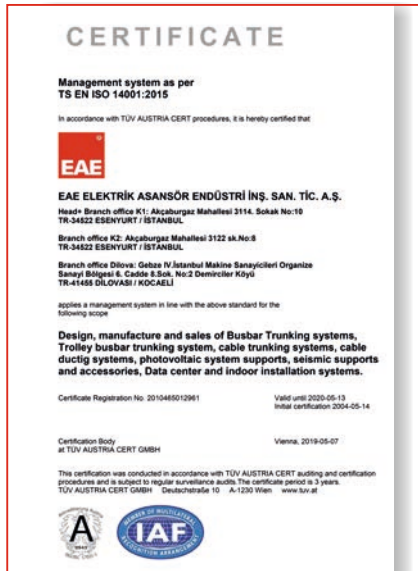 CERTIFICATE
Management system as per
TS EN ISO 14001:2015
In accordance with TÜV AUSTRIA CERT procedures, it is hereby certified that
EAE
EAE ELEKTRİK ASANSÖR ENDÜSTRİ İNŞ. SAN. TİC. A.Ş.
Head+ Branch office K1: Akçaburgaz Mahallesi 3114. Sokak No:10
TR-34522 ESENYURT / İSTANBUL
Branch office K2: Akçaburgaz Mahallesi 3122 sk.No:8
TR-34522 ESENYURT / İSTANBUL
Branch office Dilova: Gebze IV.İstanbul Makine Sanayicileri Organize
Sanayi Bölgesi 6. Cadde 8.Sok. No:2 Demirciler Köyü
TR-41455 DİLOVASI / KOCAELİ
applies a management system in line with the above standard for the
following scope
Design, manufacture and sales of Busbar Trunking systems,
Trolley busbar trunking system, cable trunking systems, cable
ductig systems, photovoltaic system supports, seismic supports
and accessories, Data center and indoor installation systems.
Certificate Registration No. 2010465012961
Valid until 2020-05-13
Initial certification 2004-05-14
Certification Body
at TÜV AUSTRIA CERT GMBH
Vienna, 2019-05-07
This certification was conducted in accordance with TÜV AUSTRIA CERT auditing and certification
procedures and is subject to regular surveillance audits.The certificate period is 3 years.
TÜV AUSTRIA CERT GMBH Deutschstraße 10 A-1230 Wien www.tuv.at
A
MEMBER OF MULTILATERAL
IAF
RECOGNITION ARRANGEMENT